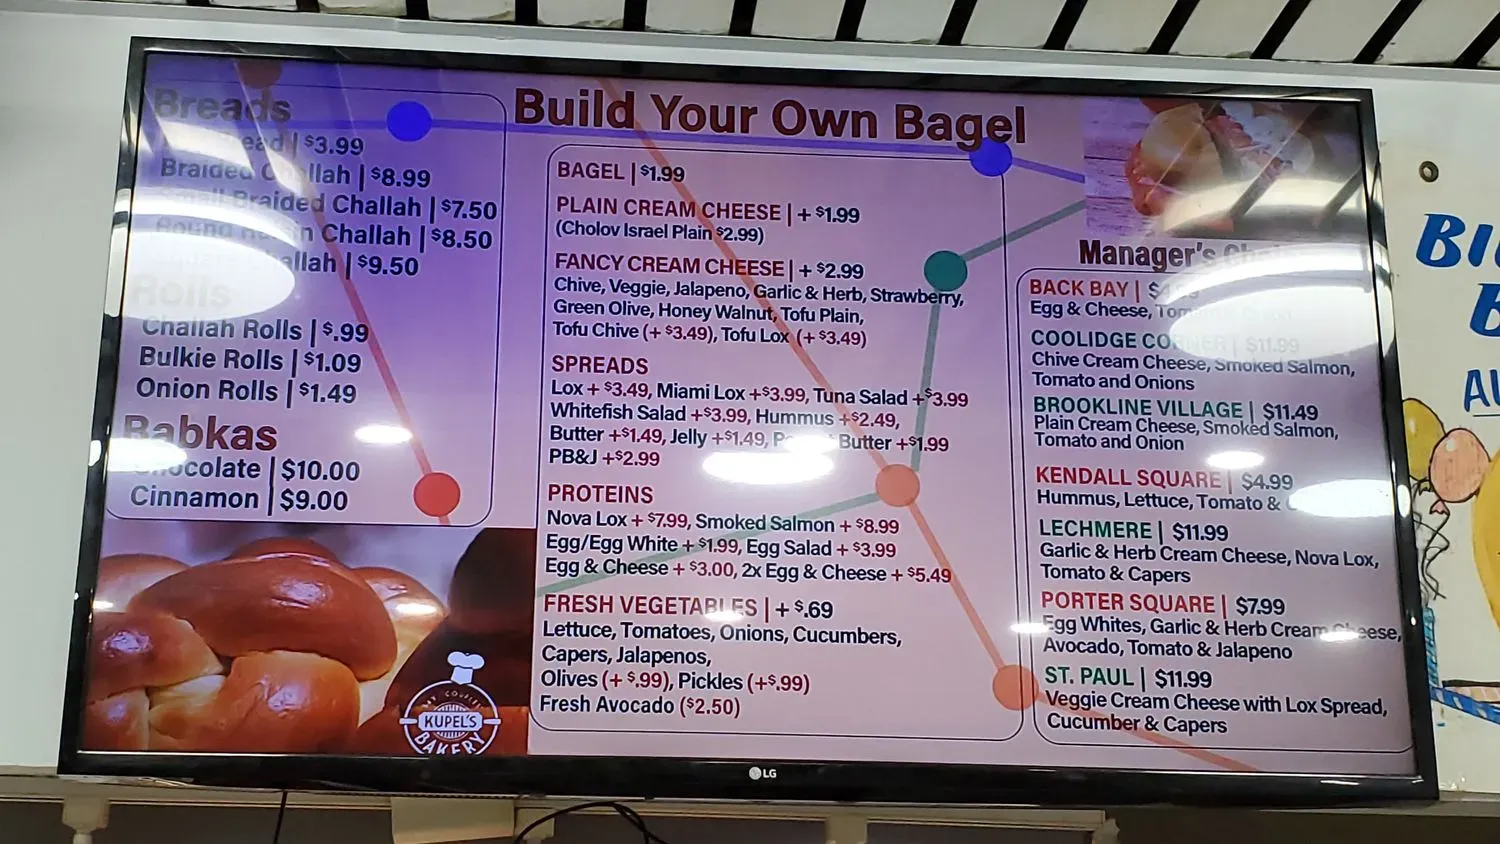 Breads
| $3.99
Braided Challah | $8.99
Small Braided Challah | $7.50
Round Challah | $8.50
Challah | $9.50
Rolls
Challah Rolls | $.99
Bulkie Rolls | $1.09
Onion Rolls | $1.49
Babkas
Chocolate | $10.00
Cinnamon | $9.00
KUPEL'S
BAKERY
Build Your Own Bagel
BAGEL | $1.99
PLAIN CREAM CHEESE | + $1.99
(Cholov Israel Plain $2.99)
FANCY CREAM CHEESE | + $2.99
Chive, Veggie, Jalapeno, Garlic & Herb, Strawberry,
Green Olive, Honey Walnut, Tofu Plain,
Tofu Chive (+ $3.49), Tofu Lox (+ $3.49)
SPREADS
Lox + $3.49, Miami Lox +$3.99, Tuna Salad +$3.99
Whitefish Salad +$3.99, Hummus +$2.49,
Butter +$1.49, Jelly +$1.49, Peanut Butter +$1.99
PB&J +$2.99
PROTEINS
Nova Lox + $7.99, Smoked Salmon + $8.99
Egg/Egg White + $1.99, Egg Salad + $3.99
Egg & Cheese + $3.00, 2x Egg & Cheese + $5.49
FRESH VEGETABLES | + $.69
Lettuce, Tomatoes, Onions, Cucumbers,
Capers, Jalapenos,
Olives (+ $.99), Pickles (+$.99)
Fresh Avocado ($2.50)
Manager's
BACK BAY |
Egg & Cheese,
COOLIDGE CORNER | $11.99
Chive Cream Cheese, Smoked Salmon,
Tomato and Onions
BROOKLINE VILLAGE | $11.49
Plain Cream Cheese, Smoked Salmon,
Tomato and Onion
KENDALL SQUARE | $4.99
Hummus, Lettuce, Tomato &
LECHMERE | $11.99
Garlic & Herb Cream Cheese, Nova Lox,
Tomato & Capers
PORTER SQUARE | $7.99
Egg Whites, Garlic & Herb Cream Cheese,
Avocado, Tomato & Jalapeno
ST. PAUL | $11.99
Veggie Cream Cheese with Lox Spread,
Cucumber & Capers
LG